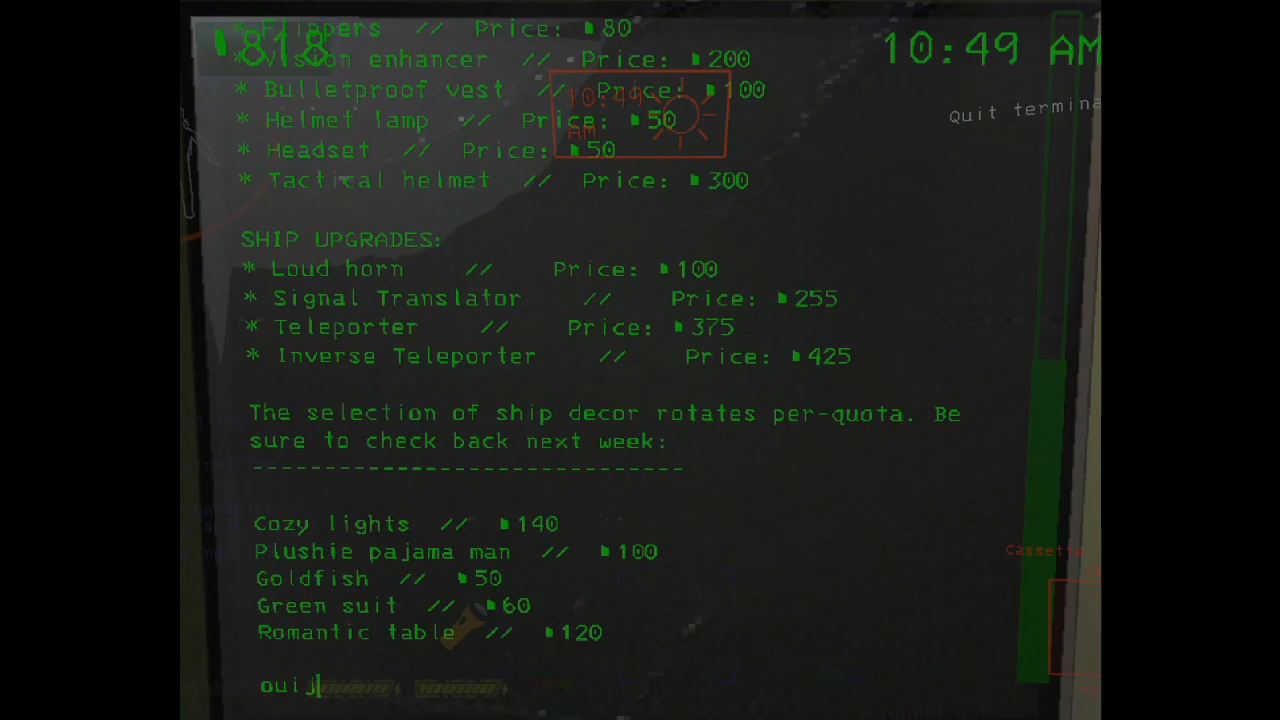 * Flippers // Price: 80
818
10:49 AM
* Vision enhancer // Price: 200
* Bulletproof vest // Price: 100
10:49
AM
Quit termina
* Helmet lamp // Price: 50
* Headset // Price: 50
* Tactical helmet // Price: 300
SHIP UPGRADES:
* Loud horn // Price: 100
* Signal Translator // Price: 255
* Teleporter // Price: 375
* Inverse Teleporter // Price: 425
The selection of ship decor rotates per-quota. Be
sure to check back next week:
------------------------------
Cozy lights // 140
Plushie pajama man // 100
Cassette
Goldfish // 50
Green suit // 60
Romantic table // 120
ouij